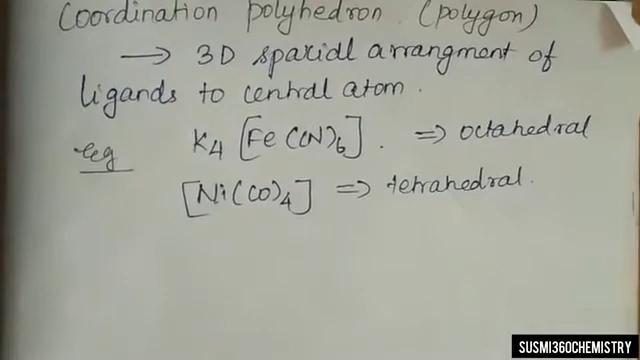 Coordination polyhedron. (polygon)
→ 3D spatial arrangment of
ligands to central atom.
eg K4 [Fe(CN)6]. ⇒ octahedral
[Ni(CO)4] ⇒ tetrahedral.
SUSMI360CHEMISTRY